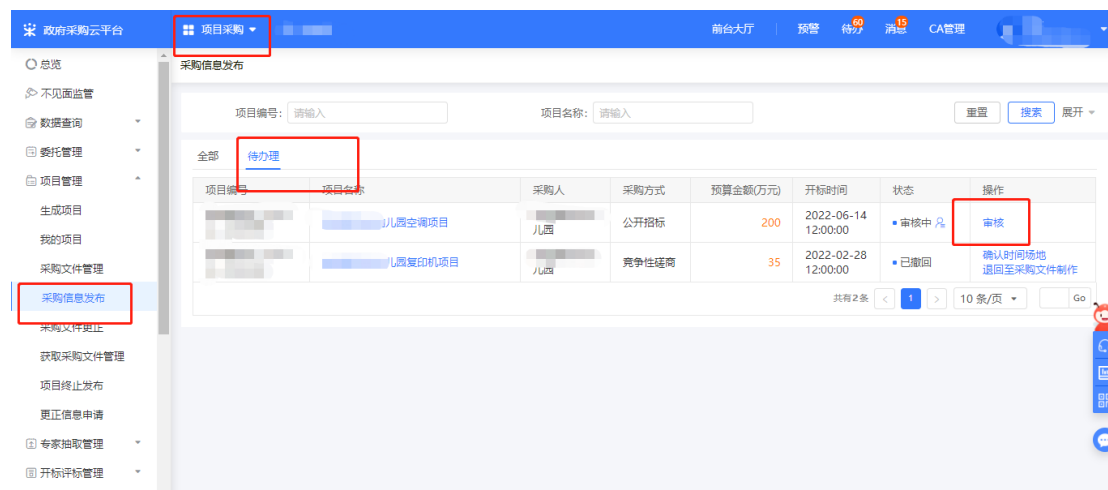 政府采购云平台
项目采购
前台大厅
预警
待办
60
消息
15
CA管理
总览
不见面监管
数据查询
委托管理
项目管理
生成项目
我的项目
采购文件管理
采购信息发布
采购文件更正
获取采购文件管理
项目终止发布
更正信息申请
专家抽取管理
开标评标管理
采购信息发布
项目编号: 请输入
项目名称: 请输入
重置
搜索
展开
全部
待办理
项目编号 项目名称 采购人 采购方式 预算金额(万元) 开标时间 状态 操作
儿园空调项目
儿园
公开招标
200
2022-06-14
12:00:00
审核中
审核
儿园复印机项目
儿园
竞争性磋商
35
2022-02-28
12:00:00
已撤回
确认时间场地
退回至采购文件制作
共有2条 < 1 > 10 条/页 Go